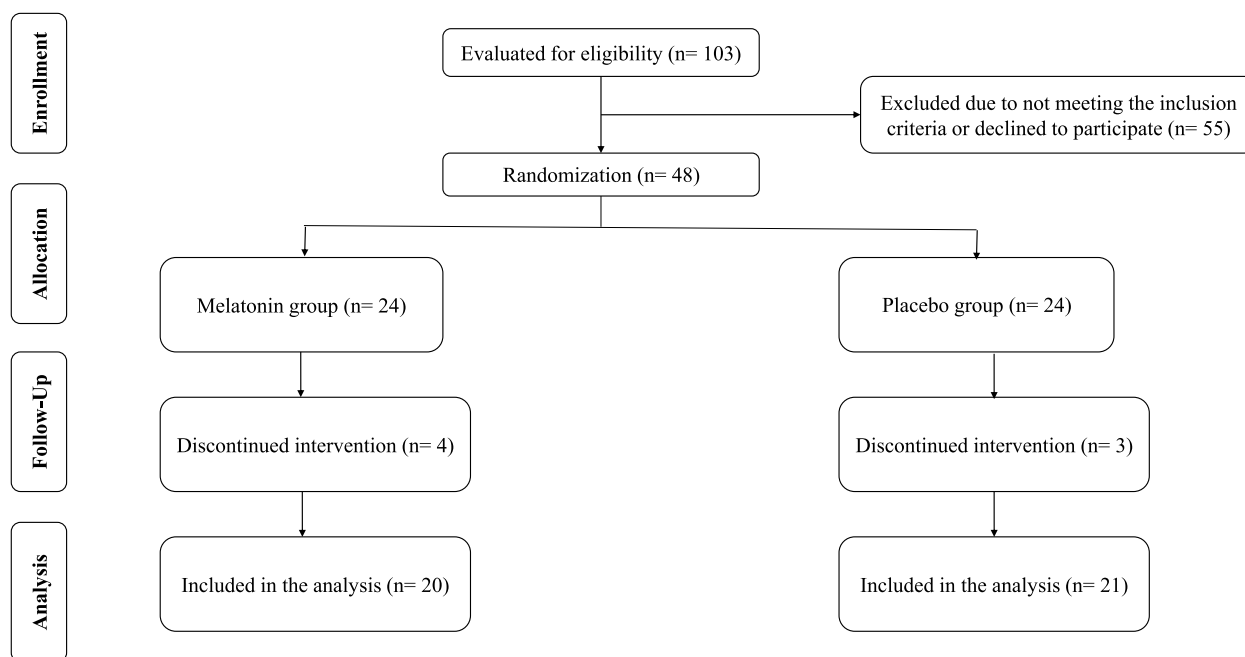 Enrollment
Evaluated for eligibility (n= 103)
Excluded due to not meeting the inclusion
criteria or declined to participate (n= 55)
Randomization (n= 48)
Allocation
Melatonin group (n= 24)
Placebo group (n= 24)
Follow-Up
Discontinued intervention (n= 4)
Discontinued intervention (n= 3)
Analysis
Included in the analysis (n= 20)
Included in the analysis (n= 21)